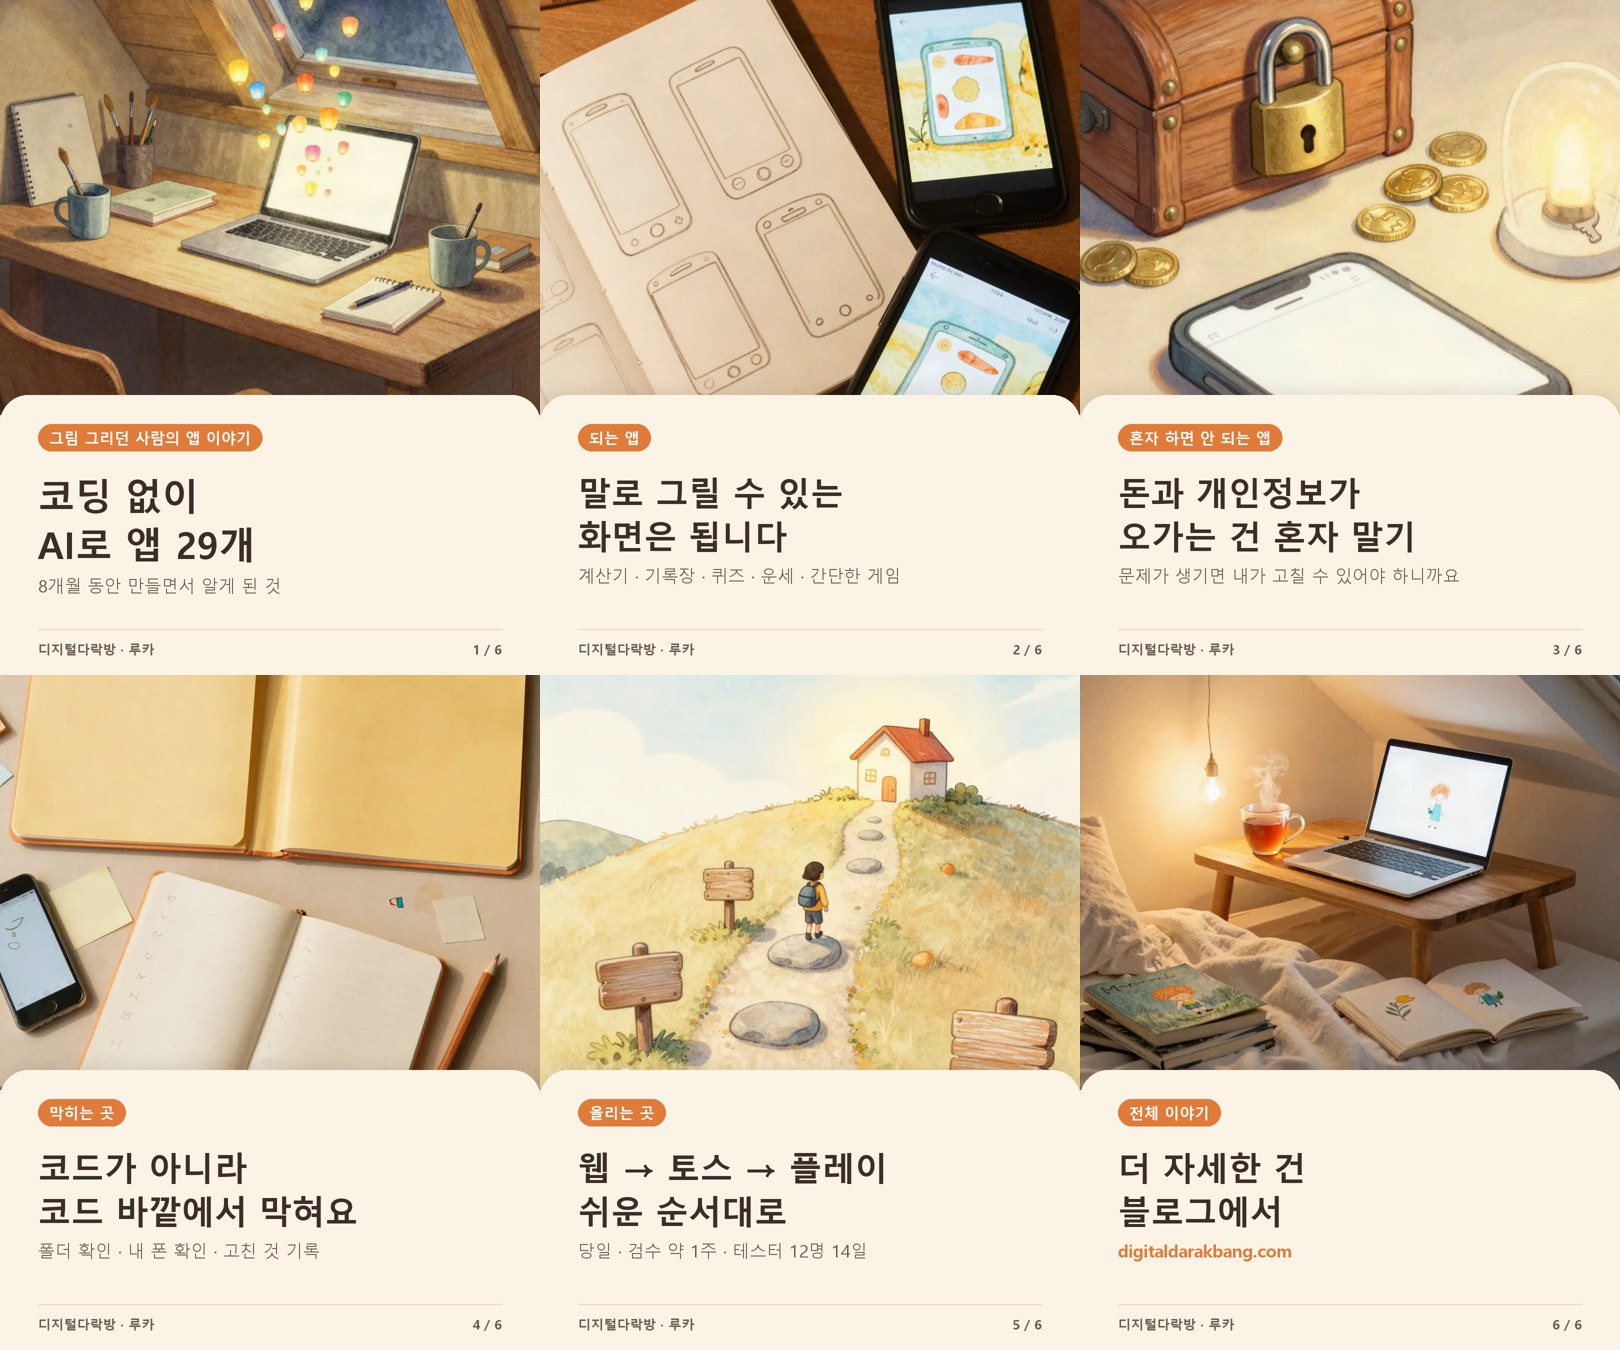 그림 그리던 사람의 앱 이야기
코딩 없이
AI로 앱 29개
8개월 동안 만들면서 알게 된 것
디지털다락방 · 루카
1 / 6
되는 앱
말로 그릴 수 있는
화면은 됩니다
계산기 · 기록장 · 퀴즈 · 운세 · 간단한 게임
디지털다락방 · 루카
2 / 6
혼자 하면 안 되는 앱
돈과 개인정보가
오가는 건 혼자 말기
문제가 생기면 내가 고칠 수 있어야 하니까요
디지털다락방 · 루카
3 / 6
막히는 곳
코드가 아니라
코드 바깥에서 막혀요
폴더 확인 · 내 폰 확인 · 고친 것 기록
디지털다락방 · 루카
4 / 6
올리는 곳
웹 → 토스 → 플레이
쉬운 순서대로
당일 · 검수 약 1주 · 테스터 12명 14일
디지털다락방 · 루카
5 / 6
전체 이야기
더 자세한 건
블로그에서
digitaldarakbang.com
디지털다락방 · 루카
6 / 6